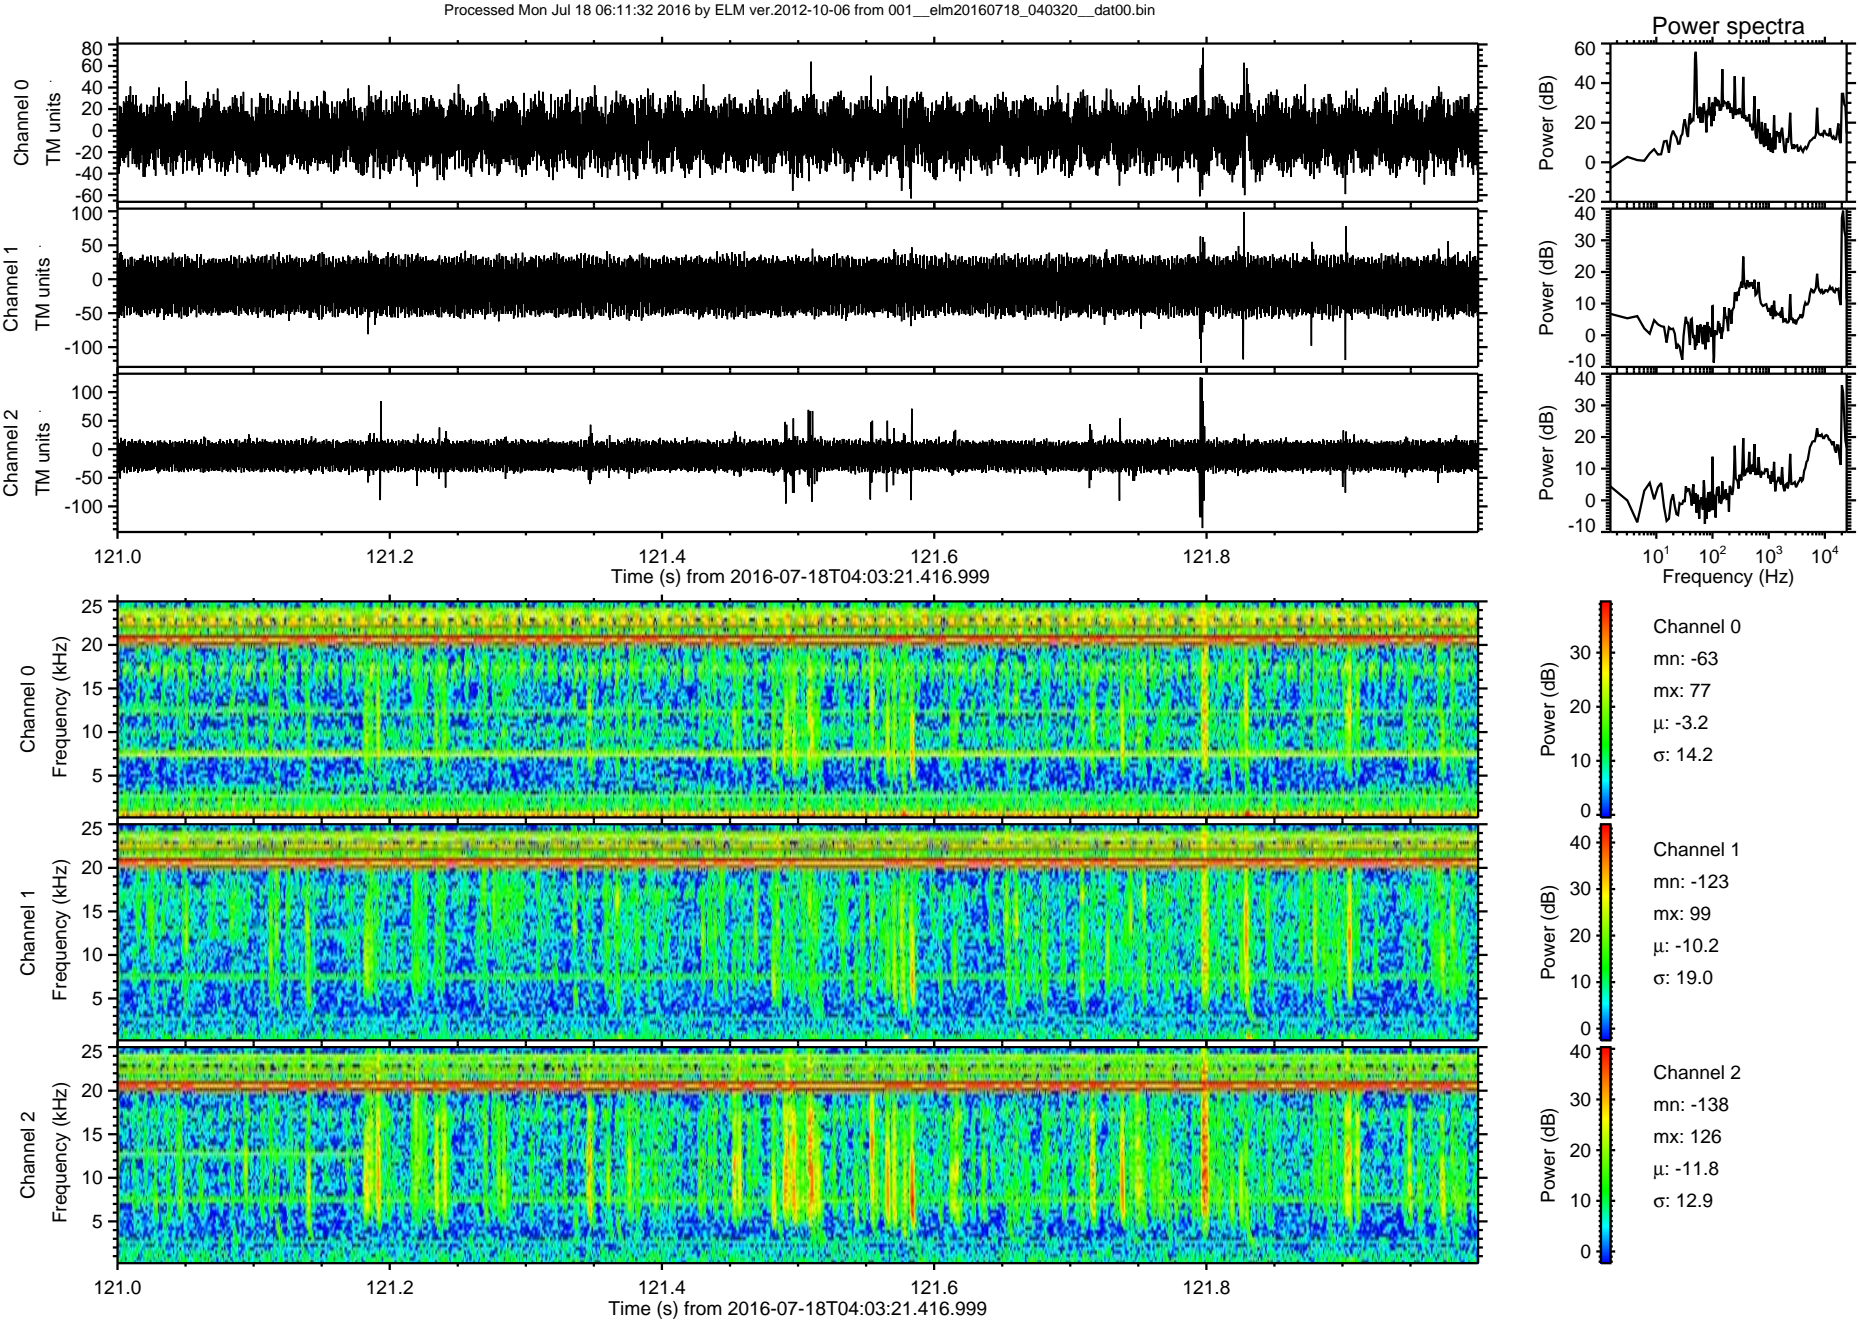 Processed Mon Jul 18 06:11:32 2016 by ELM ver.2012-10-06 from 001__elm20160718_040320__dat00.bin
Power spectra
Channel 0
TM units
80
60
40
20
0
-20
-40
-60
Power (dB)
60
40
20
0
-20
Channel 1
TM units
100
50
0
-50
-100
Power (dB)
40
30
20
10
0
-10
Channel 2
TM units
100
50
0
-50
-100
Power (dB)
40
30
20
10
0
-10
121.0 121.2 121.4 121.6 121.8
Time (s) from 2016-07-18T04:03:21.416.999
10¹ 10² 10³ 10⁴
Frequency (Hz)
Channel 0
Frequency (kHz)
25
20
15
10
5
Power (dB)
30
20
10
0
Channel 0
mn: -63
mx: 77
μ: -3.2
σ: 14.2
Channel 1
Frequency (kHz)
25
20
15
10
5
Power (dB)
40
30
20
10
0
Channel 1
mn: -123
mx: 99
μ: -10.2
σ: 19.0
Channel 2
Frequency (kHz)
25
20
15
10
5
Power (dB)
40
30
20
10
0
Channel 2
mn: -138
mx: 126
μ: -11.8
σ: 12.9
121.0 121.2 121.4 121.6 121.8
Time (s) from 2016-07-18T04:03:21.416.999